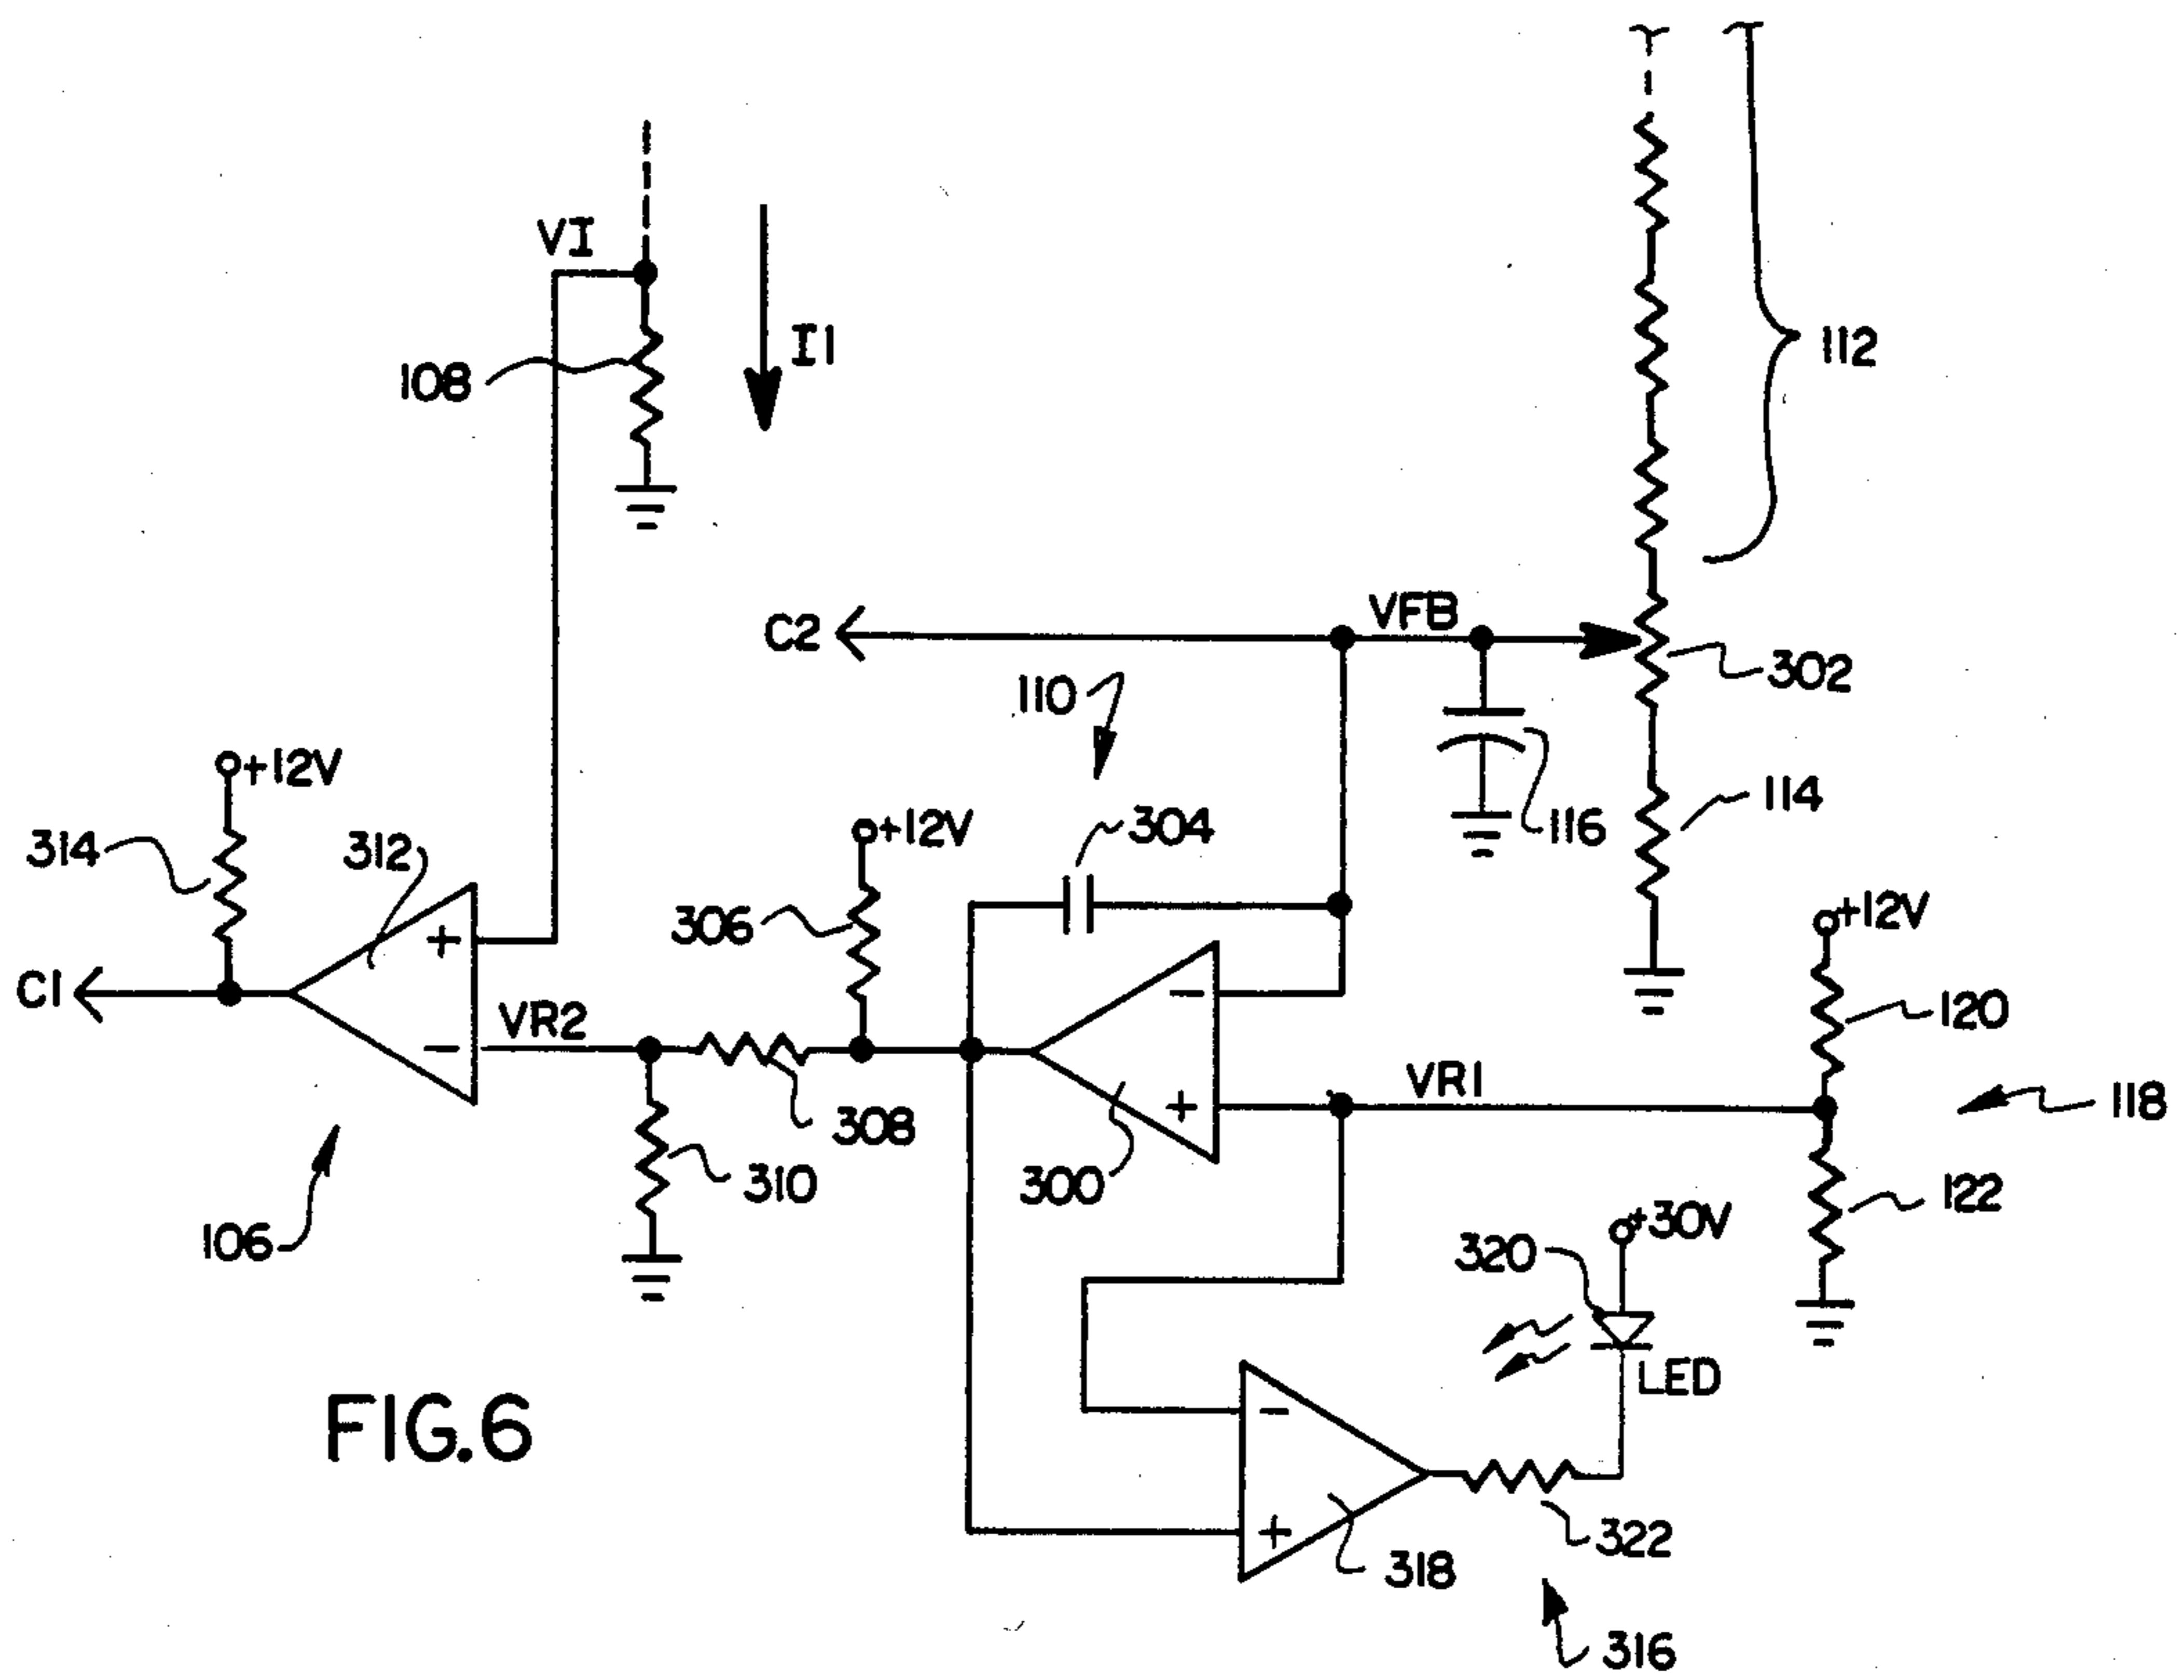 VI
I1
108
112
C2
VFB
302
110
116
114
+12V
314
312
+12V
304
306
+12V
120
C1
+
-
VR2
-
+
VR1
118
308
310
300
122
106
+30V
320
LED
-
+
318
322
316
FIG.6